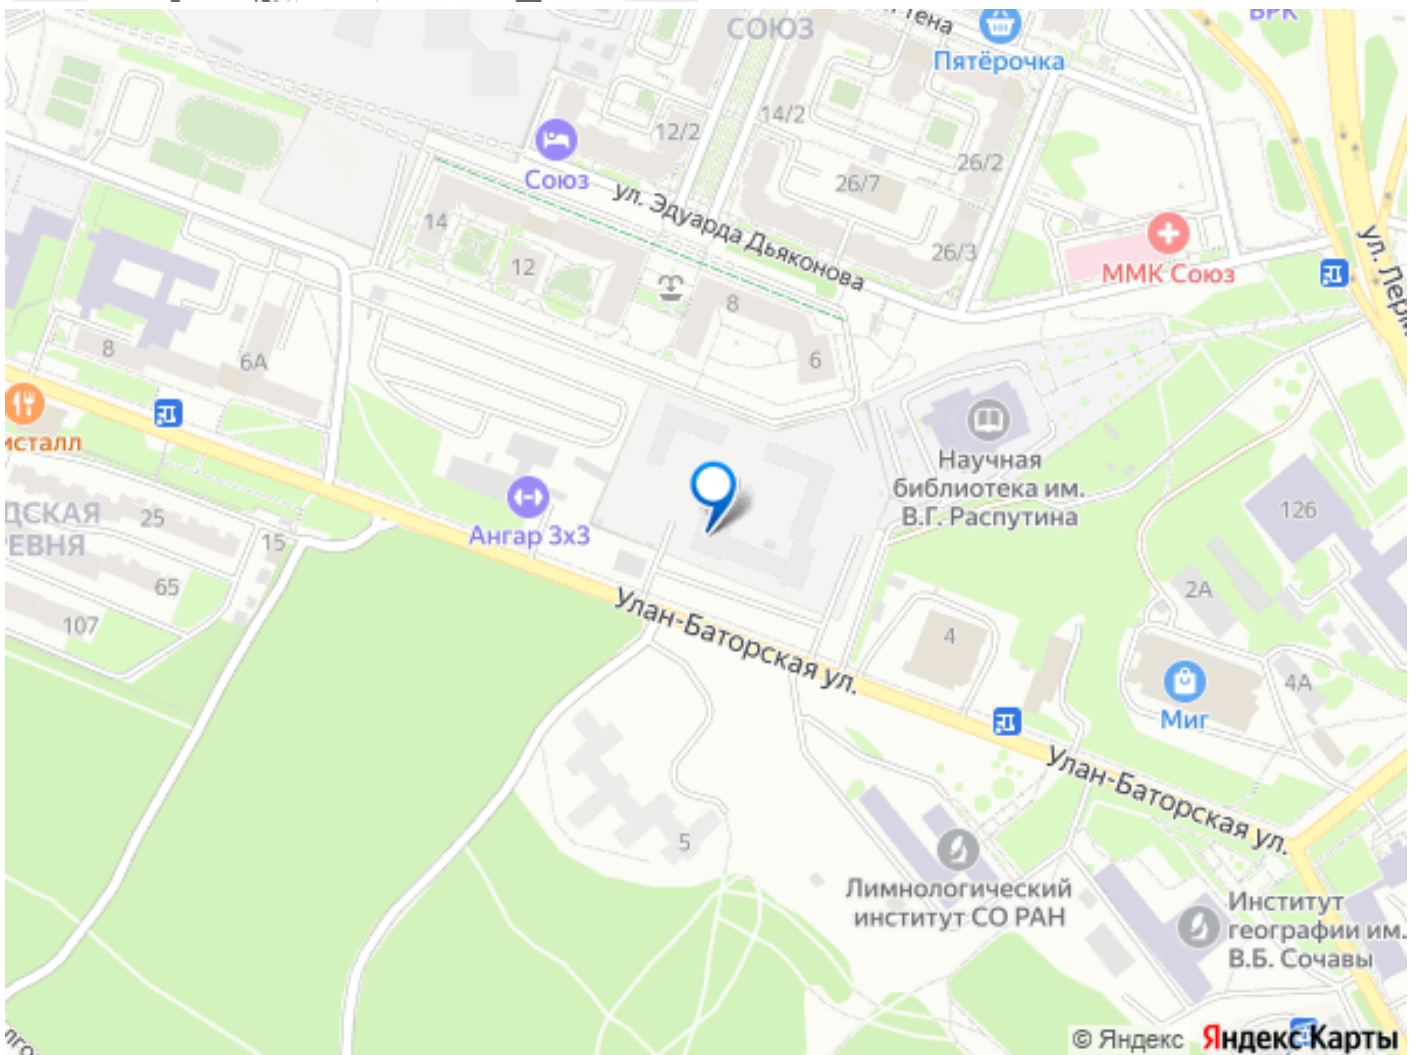 СОЮЗ
Пятёрочка
14/2
12/2
Союз
26/2
26/7
ул. Эдуарда Дьяконова
14
12
26/3
ММК Союз
8
6
8
6А
Научная
библиотека им.
В.Г. Распутина
Ангар 3х3
25
15
65
107
126
2А
Улан-Баторская ул.
4
4А
Миг
Улан-Баторская ул.
5
Лимнологический
институт СО РАН
Институт
географии им.
В.Б. Сочавы
© Яндекс Яндекс Карты